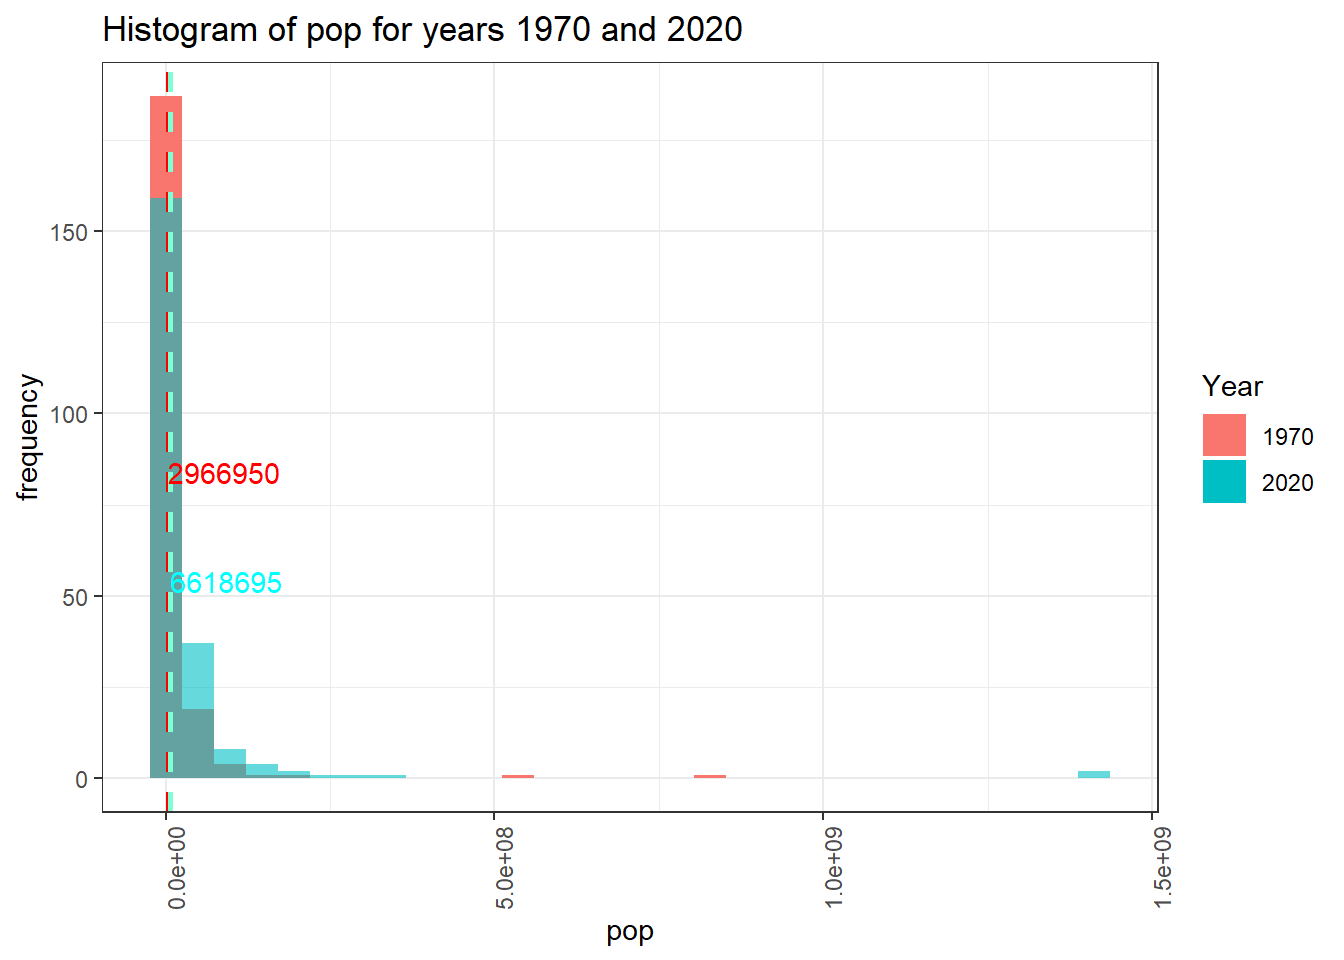 Histogram of pop for years 1970 and 2020
frequency
150
100
50
0
2966950
6618695
0.0e+00
5.0e+08
1.0e+09
1.5e+09
pop
Year
1970
2020